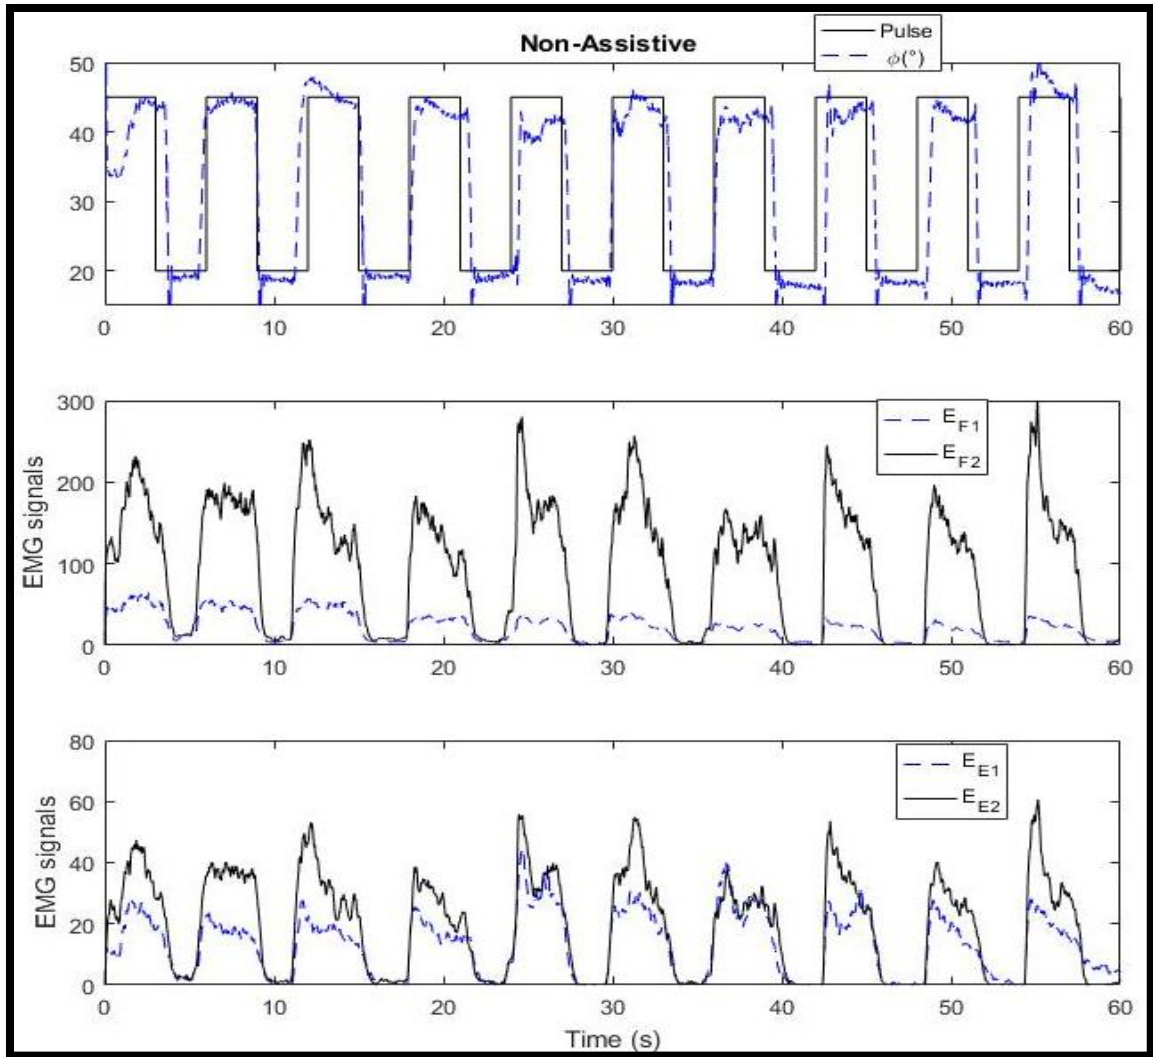 Non-Assistive
Pulse
ϕ(°)
50
40
30
20
0 10 20 30 40 50 60
EMG signals
300
200
100
0
E_F1
E_F2
0 10 20 30 40 50 60
EMG signals
80
60
40
20
0
E_E1
E_E2
0 10 20 30 40 50 60
Time (s)